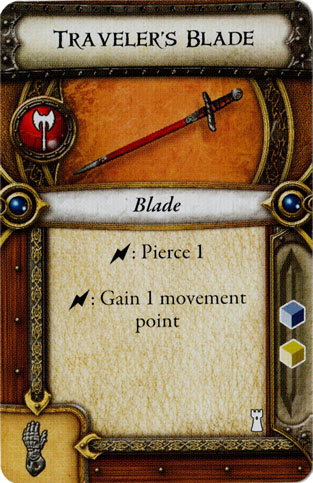 Traveler's Blade
Blade
: Pierce 1
: Gain 1 movement
point